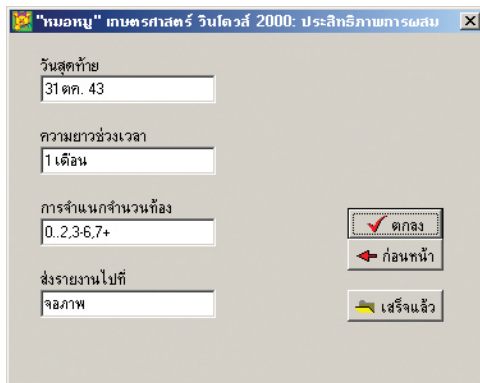 "หมอหมู" เกษตรศาสตร์ วินโดวส์ 2000: ประสิทธิภาพการผสม
วันสุดท้าย
31 ตค. 43
ความยาวช่วงเวลา
1 เดือน
การจำแนกจำนวนท้อง
0..2,3-6,7+
ตกลง
ก่อนหน้า
ส่งรายงานไปที่
จอภาพ
เสร็จแล้ว